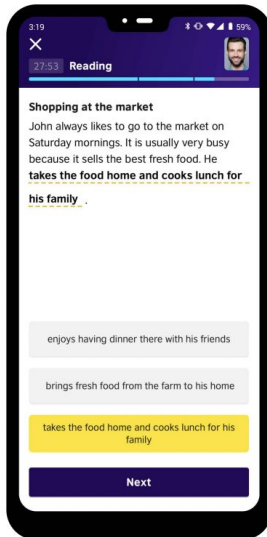 3:19
59%
27:53 Reading
Shopping at the market
John always likes to go to the market on
Saturday mornings. It is usually very busy
because it sells the best fresh food. He
takes the food home and cooks lunch for
his family .
enjoys having dinner there with his friends
brings fresh food from the farm to his home
takes the food home and cooks lunch for his
family
Next